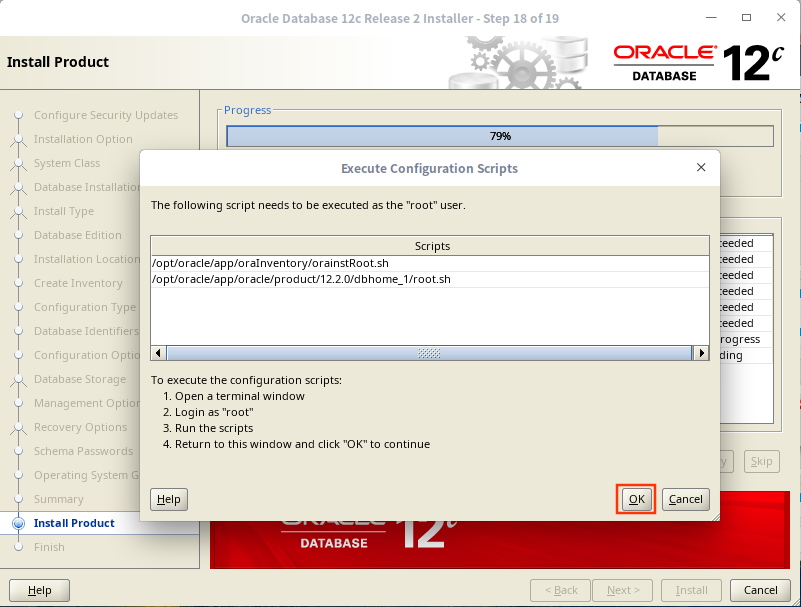 Oracle Database 12c Release 2 Installer - Step 18 of 19
Install Product
ORACLE
DATABASE
12c
Configure Security Updates
Installation Option
System Class
Database Installation
Install Type
Database Edition
Installation Location
Create Inventory
Configuration Type
Database Identifiers
Configuration Optio
Database Storage
Management Option
Recovery Options
Schema Passwords
Operating System G
Summary
Install Product
Finish
Progress
79%
Execute Configuration Scripts
The following script needs to be executed as the "root" user.
Scripts
/opt/oracle/app/oraInventory/orainstRoot.sh
/opt/oracle/app/oracle/product/12.2.0/dbhome_1/root.sh
To execute the configuration scripts:
1. Open a terminal window
2. Login as "root"
3. Run the scripts
4. Return to this window and click "OK" to continue
Help
OK
Cancel
ceeded
ceeded
ceeded
ceeded
ceeded
ceeded
rogress
ding
y
Skip
ORACLE
DATABASE
12c
Help
< Back
Next >
Install
Cancel